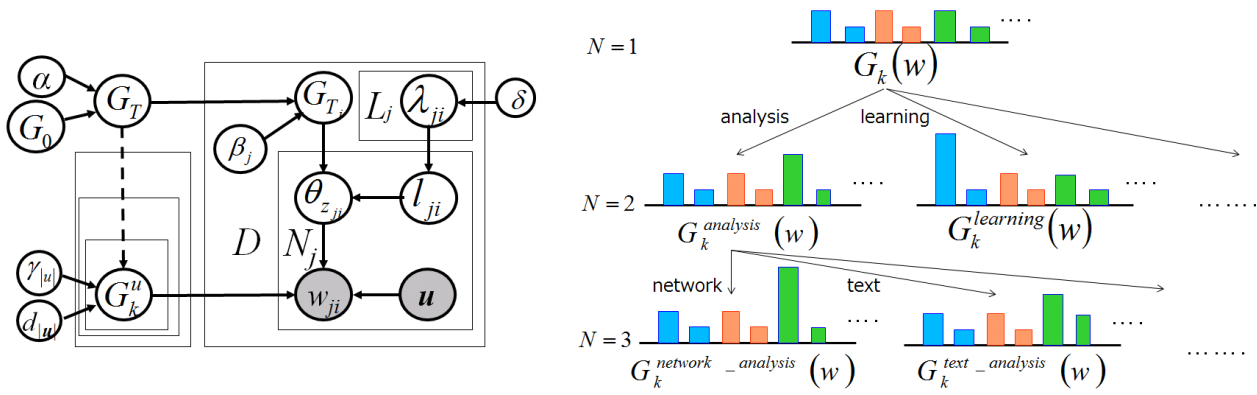 α
G_0
G_T
G_{T_j}
β_j
L_j
λ_{ji}
δ
θ_{z_{ji}}
l_{ji}
D
N_j
γ_{|u|}
d_{|u|}
G_k^u
w_{ji}
u
N = 1
····
G_k(w)
analysis
learning
N = 2
····
····
G_k^{analysis}(w)
G_k^{learning}(w)
········
network
text
N = 3
····
····
G_k^{network_analysis}(w)
G_k^{text_analysis}(w)
········